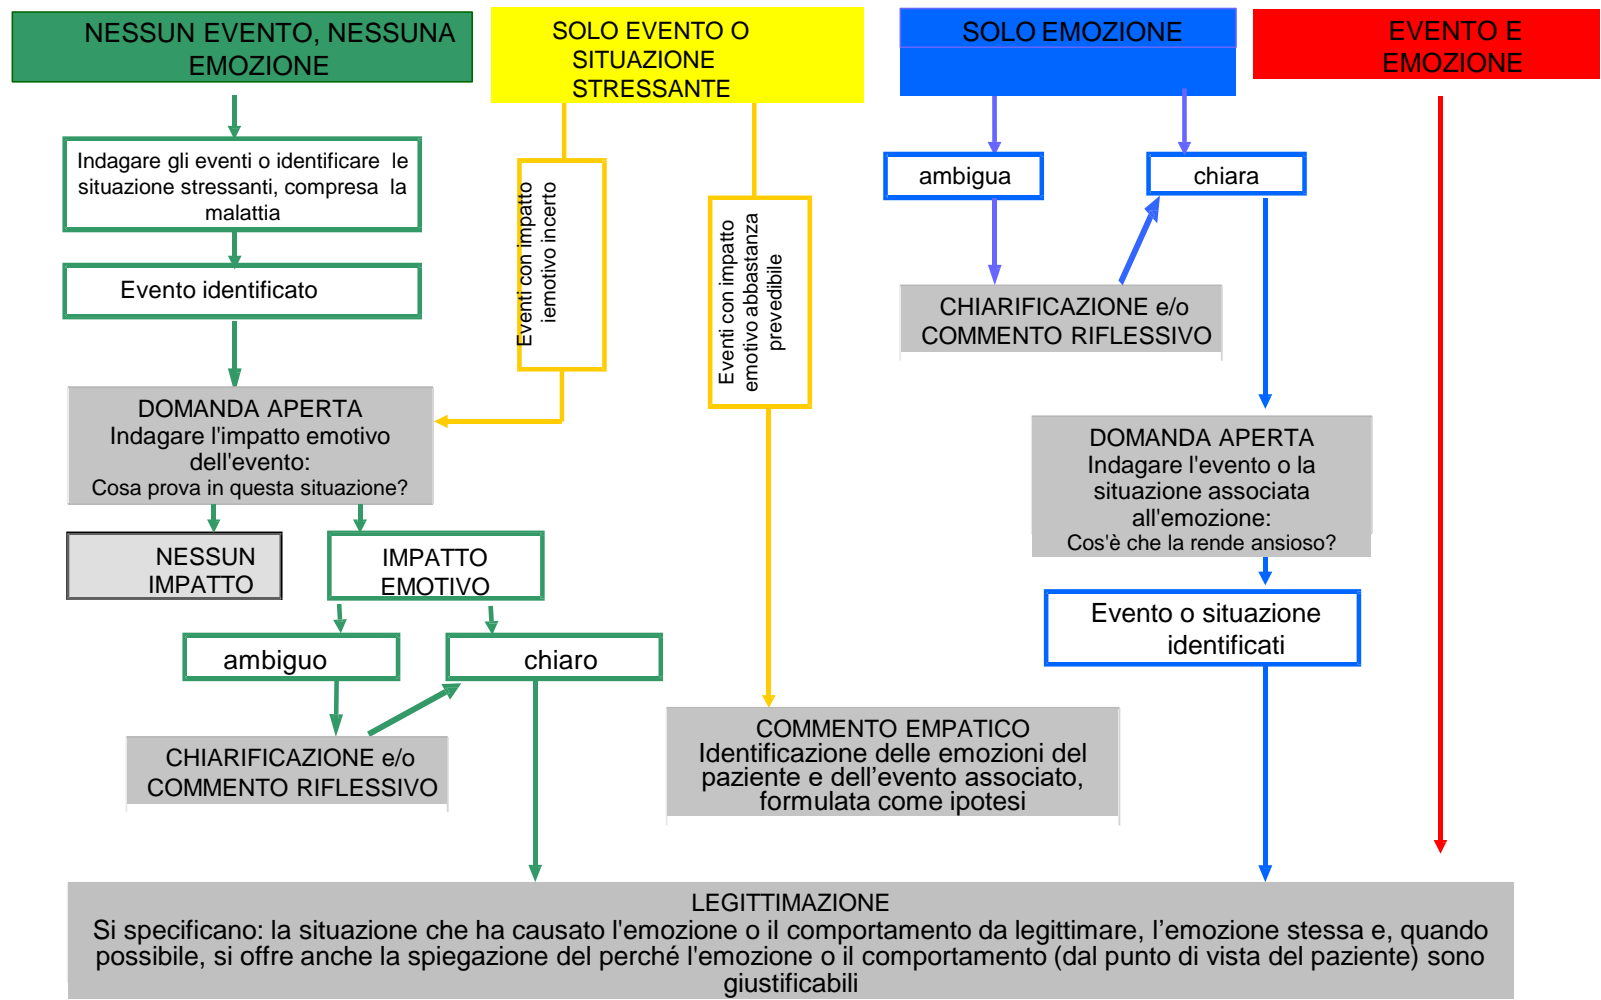 NESSUN EVENTO, NESSUNA
EMOZIONE
SOLO EVENTO O
SITUAZIONE
STRESSANTE
SOLO EMOZIONE
EVENTO E
EMOZIONE
Indagare gli eventi o identificare le
situazione stressanti, compresa la
malattia
Evento identificato
Eventi con impatto
iemotivo incerto
Eventi con impatto
emotivo abbastanza
prevedibile
ambigua
chiara
CHIARIFICAZIONE e/o
COMMENTO RIFLESSIVO
DOMANDA APERTA
Indagare l'impatto emotivo
dell'evento:
Cosa prova in questa situazione?
DOMANDA APERTA
Indagare l'evento o la
situazione associata
all'emozione:
Cos'è che la rende ansioso?
NESSUN
IMPATTO
IMPATTO
EMOTIVO
Evento o situazione
identificati
ambiguo
chiaro
CHIARIFICAZIONE e/o
COMMENTO RIFLESSIVO
COMMENTO EMPATICO
Identificazione delle emozioni del
paziente e dell’evento associato,
formulata come ipotesi
LEGITTIMAZIONE
Si specificano: la situazione che ha causato l'emozione o il comportamento da legittimare, l’emozione stessa e, quando
possibile, si offre anche la spiegazione del perché l'emozione o il comportamento (dal punto di vista del paziente) sono
giustificabili